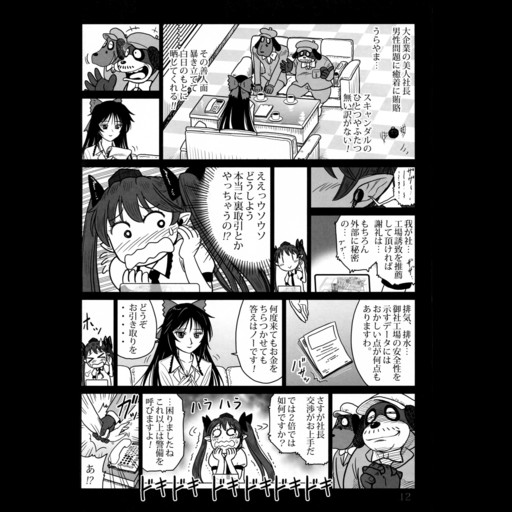 大企業の美人社長
男性問題に癒着に賄賂
うらやま…
スキャンダルの
ひとつやふたつ
無い訳がない！
その善人面
暴き立てて
白日のもとに
晒してくれる!!
我が社…
工場誘致を推薦
して頂ければ
謝礼は…
もちろん
外部に秘密
の…
ええっウソウソ
どうしよう
本当に裏取引とか
やっちゃうの!?
排気、排水…
御社工場の安全性を
示すデータには
おかしい点が何点も
ありますわ。
バサッ
何度来てもお金を
ちらつかせても
答えはノーです！
どうぞ
お引き取りを
・・・・・
ホッ
さすが社長
交渉がお上手だ
では2倍では
如何ですか？
ハラハラ
…困りましたね
これ以上は警備を
呼びますよ！
あ!?
ドキドキドキドキドキドキ
12